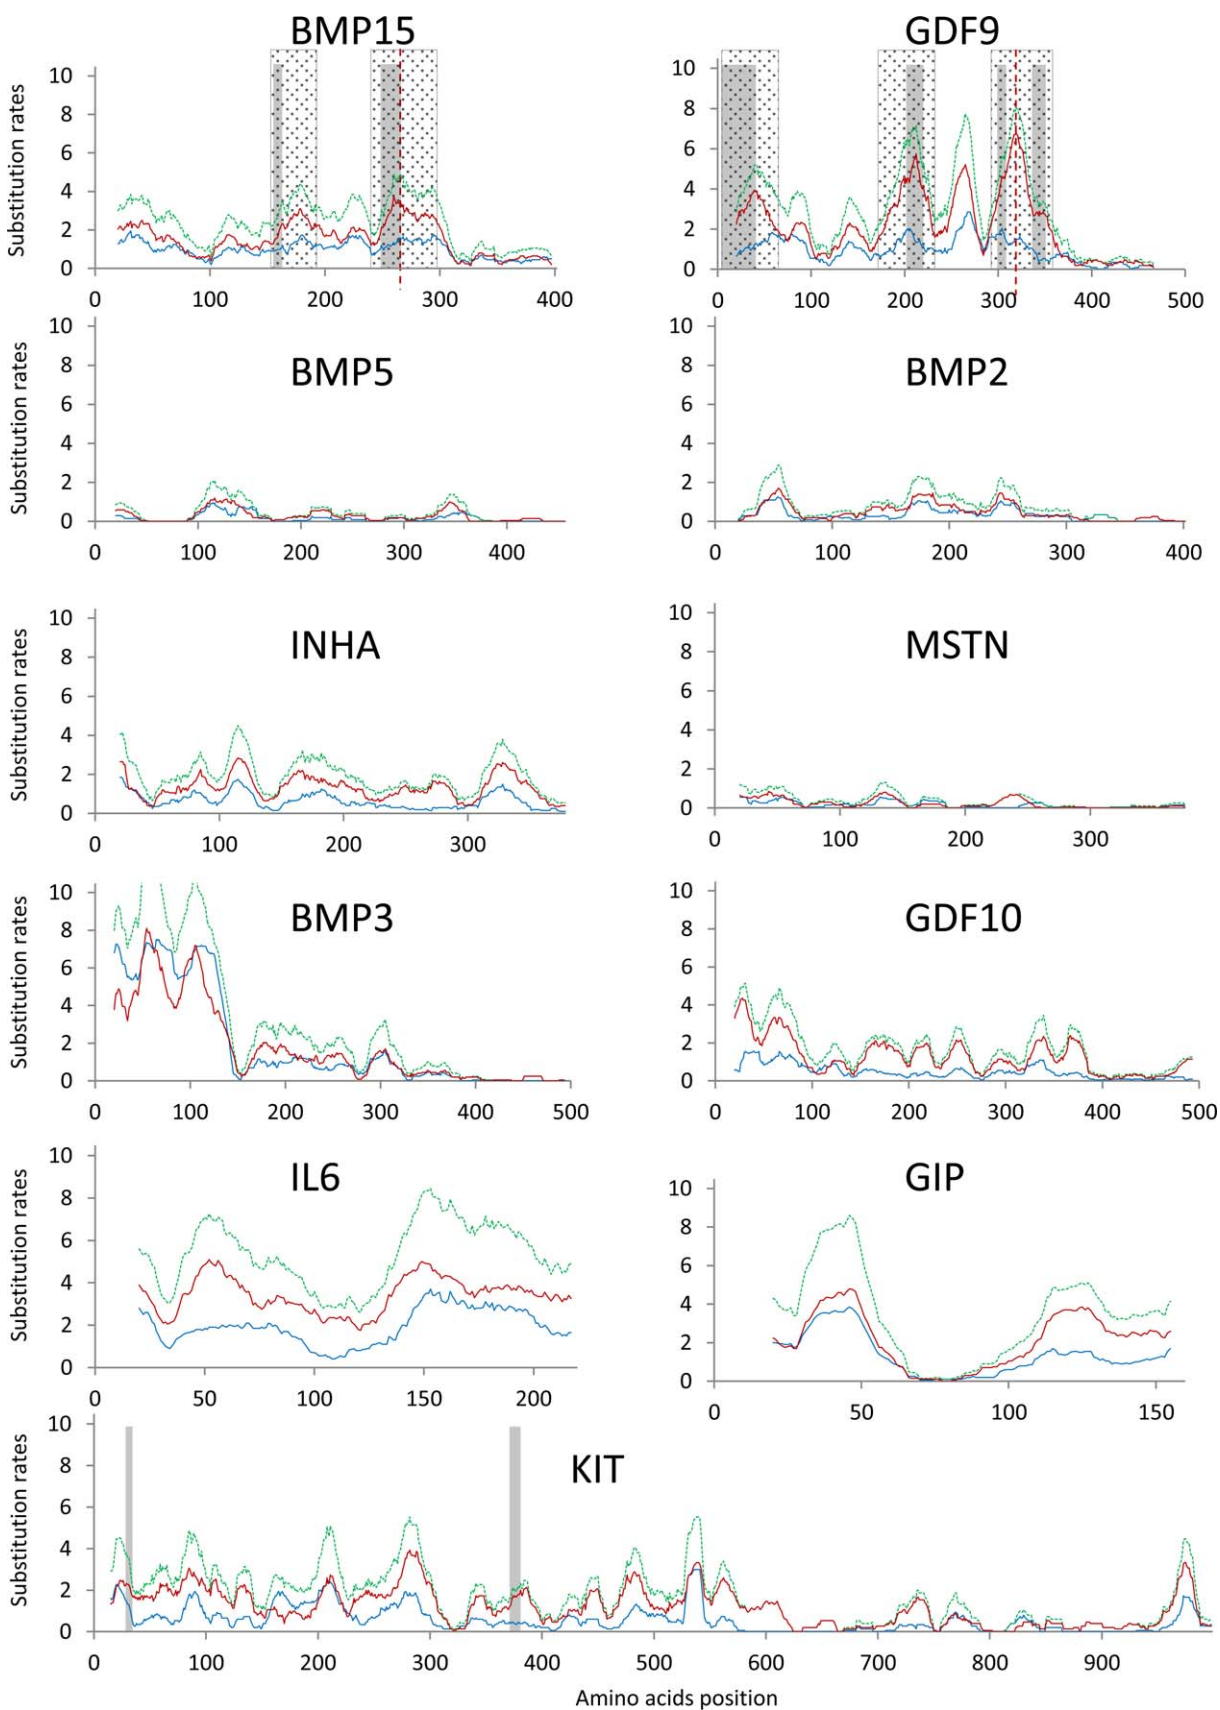 BMP15 GDF9
Substitution rates
10 10
8 8
6 6
4 4
2 2
0 0
0 100 200 300 400 0 100 200 300 400 500
BMP5 BMP2
Substitution rates
10 10
8 8
6 6
4 4
2 2
0 0
0 100 200 300 400 0 100 200 300 400
INHA MSTN
Substitution rates
10 10
8 8
6 6
4 4
2 2
0 0
0 100 200 300 0 100 200 300
BMP3 GDF10
Substitution rates
10 10
8 8
6 6
4 4
2 2
0 0
0 100 200 300 400 500 0 100 200 300 400 500
IL6 GIP
Substitution rates
10 10
8 8
6 6
4 4
2 2
0 0
0 50 100 150 200 0 50 100 150
KIT
Substitution rates
10
8
6
4
2
0
0 100 200 300 400 500 600 700 800 900
Amino acids position